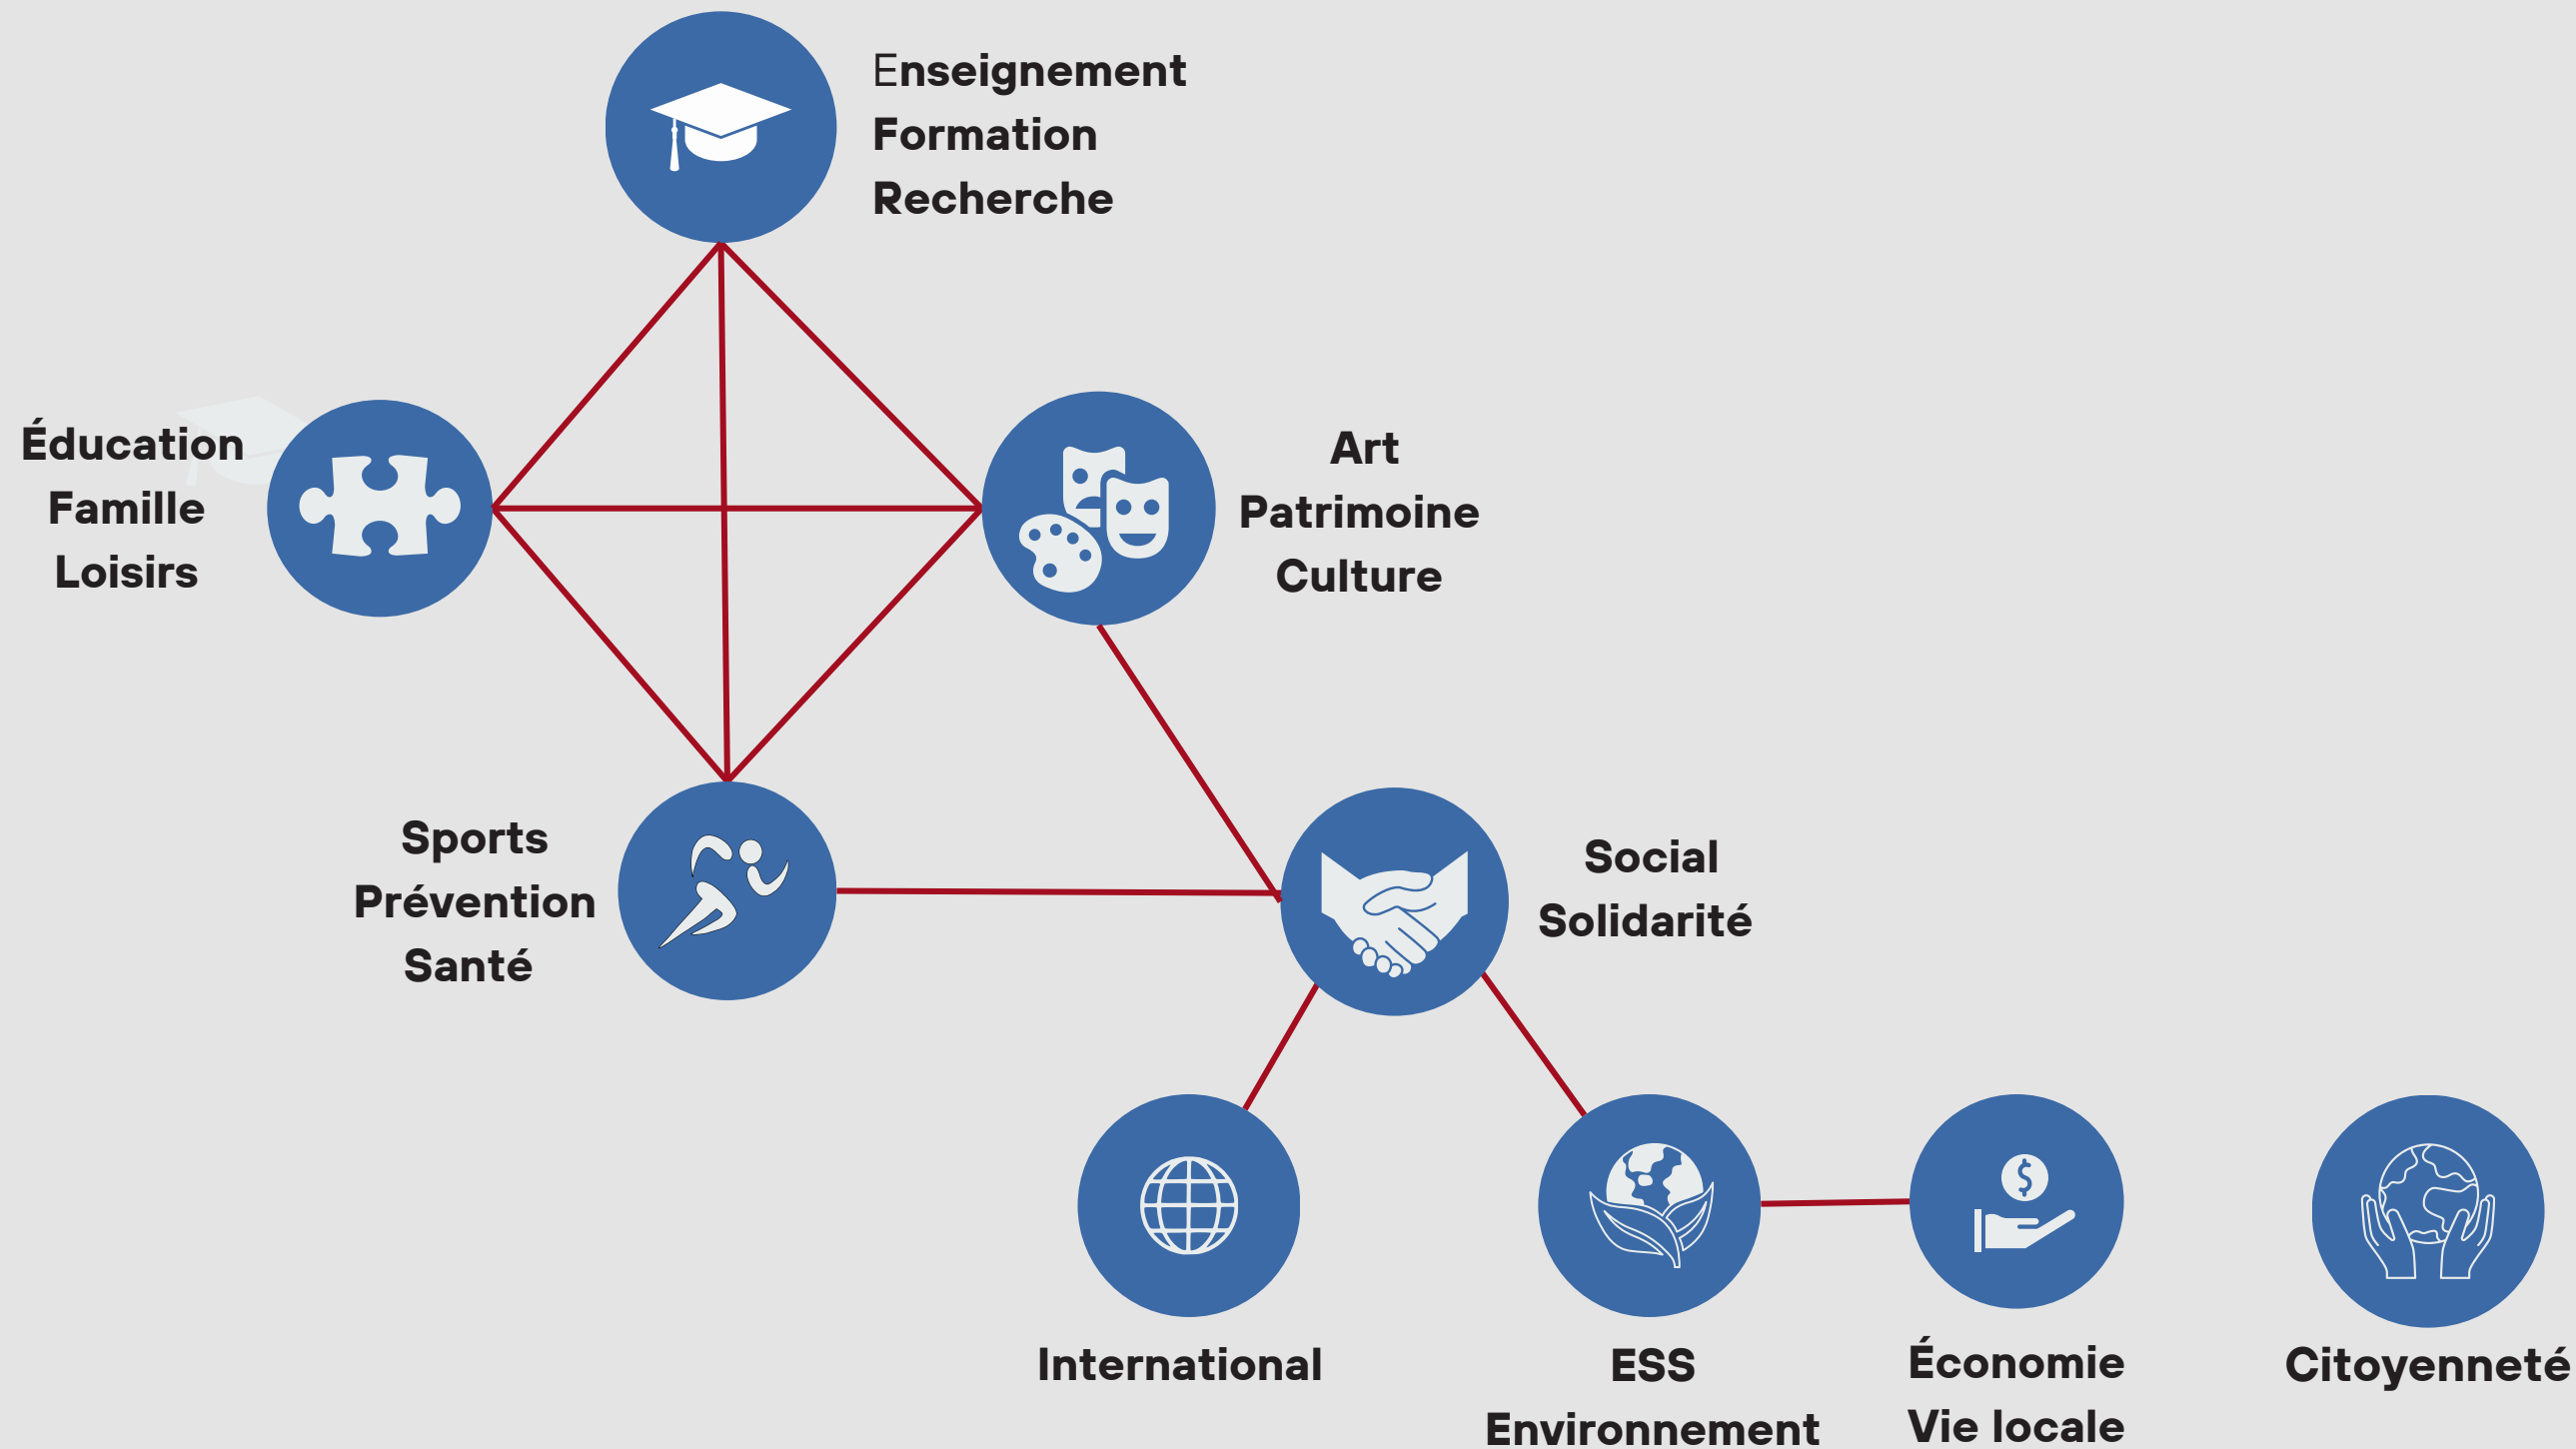 Enseignement
Formation
Recherche
Éducation
Famille
Loisirs
Art
Patrimoine
Culture
Sports
Prévention
Santé
Social
Solidarité
International
ESS
Environnement
Économie
Vie locale
Citoyenneté